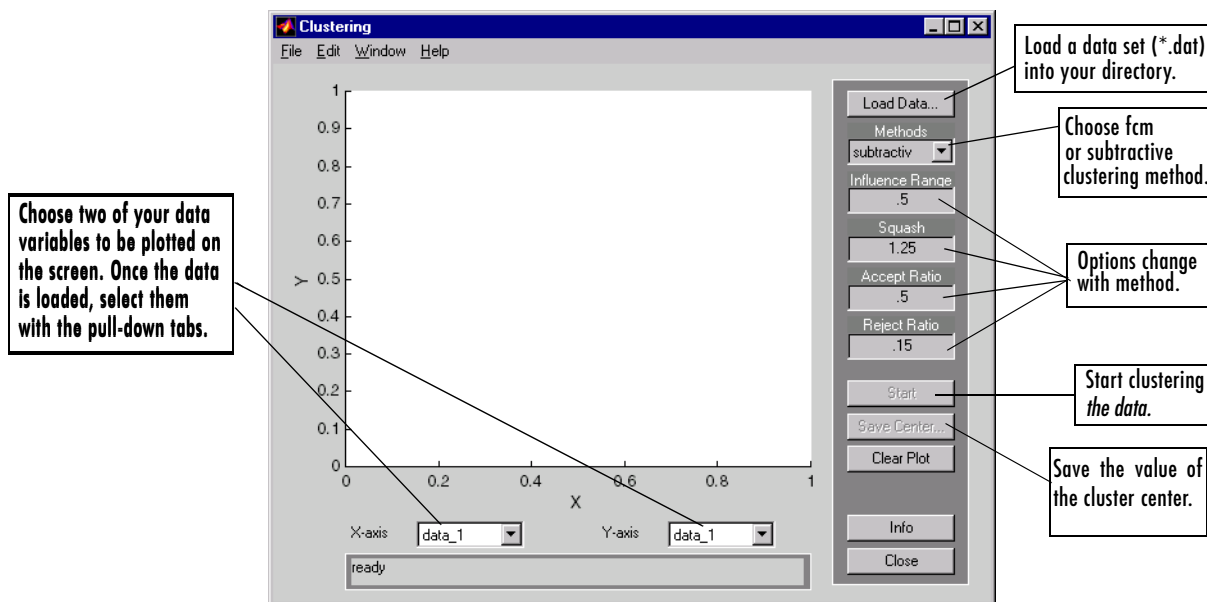 Clustering
File Edit Window Help
Load a data set (*.dat)
into your directory.
Load Data...
Methods
subtractiv
Choose fcm
or subtractive
clustering method.
Influence Range
.5
Squash
1.25
Accept Ratio
.5
Reject Ratio
.15
Options change
with method.
Choose two of your data
variables to be plotted on
the screen. Once the data
is loaded, select them
with the pull-down tabs.
1
0.9
0.8
0.7
0.6
0.5
0.4
0.3
0.2
0.1
0
Y
0 0.2 0.4 0.6 0.8 1
X
Start
Start clustering
the data.
Save Center...
Save the value of
the cluster center.
Clear Plot
X-axis data_1 Y-axis data_1
Info
Close
ready